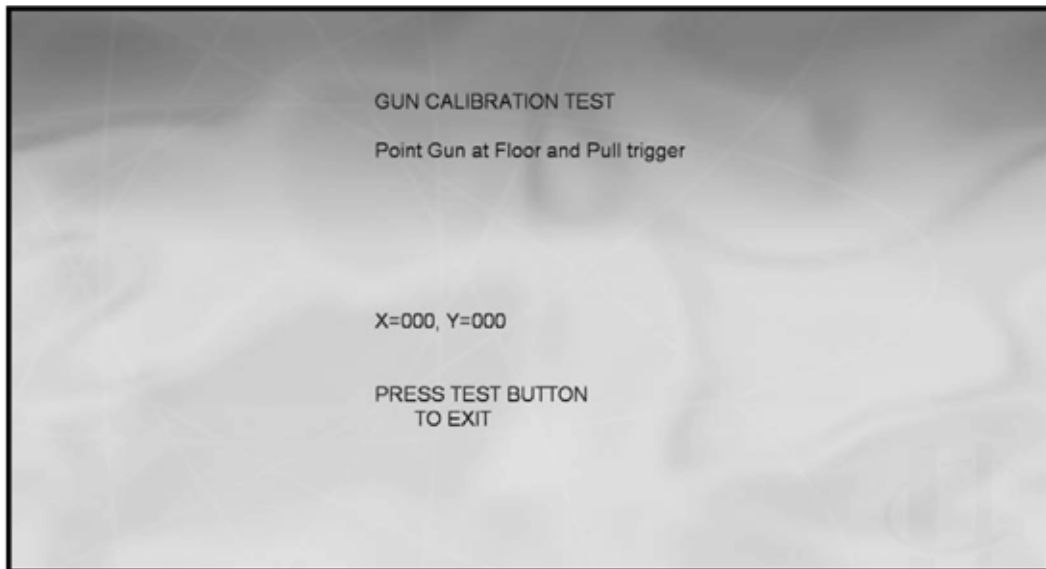 GUN CALIBRATION TEST
Point Gun at Floor and Pull trigger
X=000, Y=000
PRESS TEST BUTTON
TO EXIT